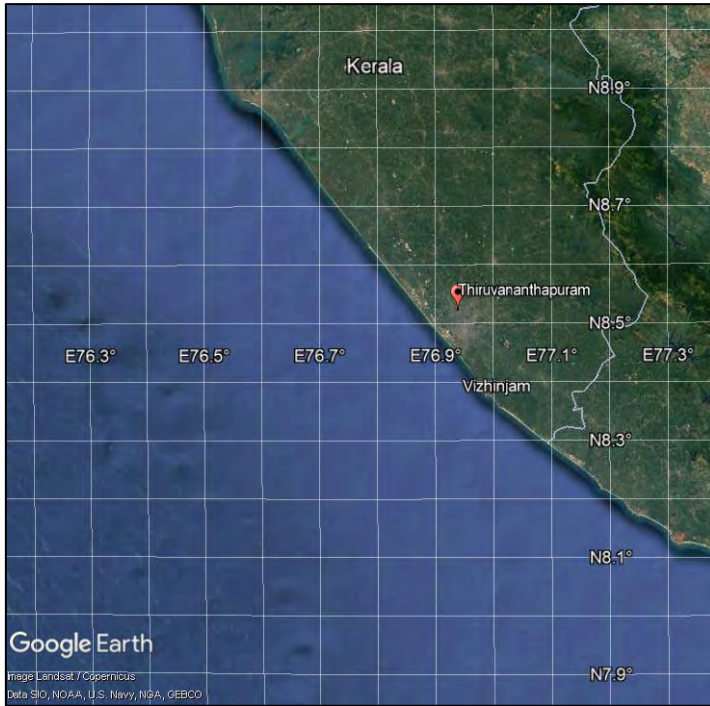 Kerala
N8.9°
N8.7°
Thiruvananthapuram
N8.5°
E76.3° E76.5° E76.7° E76.9° E77.1° E77.3°
Vizhinjam
N8.3°
N8.1°
Google Earth
N7.9°
Image Landsat / Copernicus
Data SIO, NOAA, U.S. Navy, NGA, GEBCO